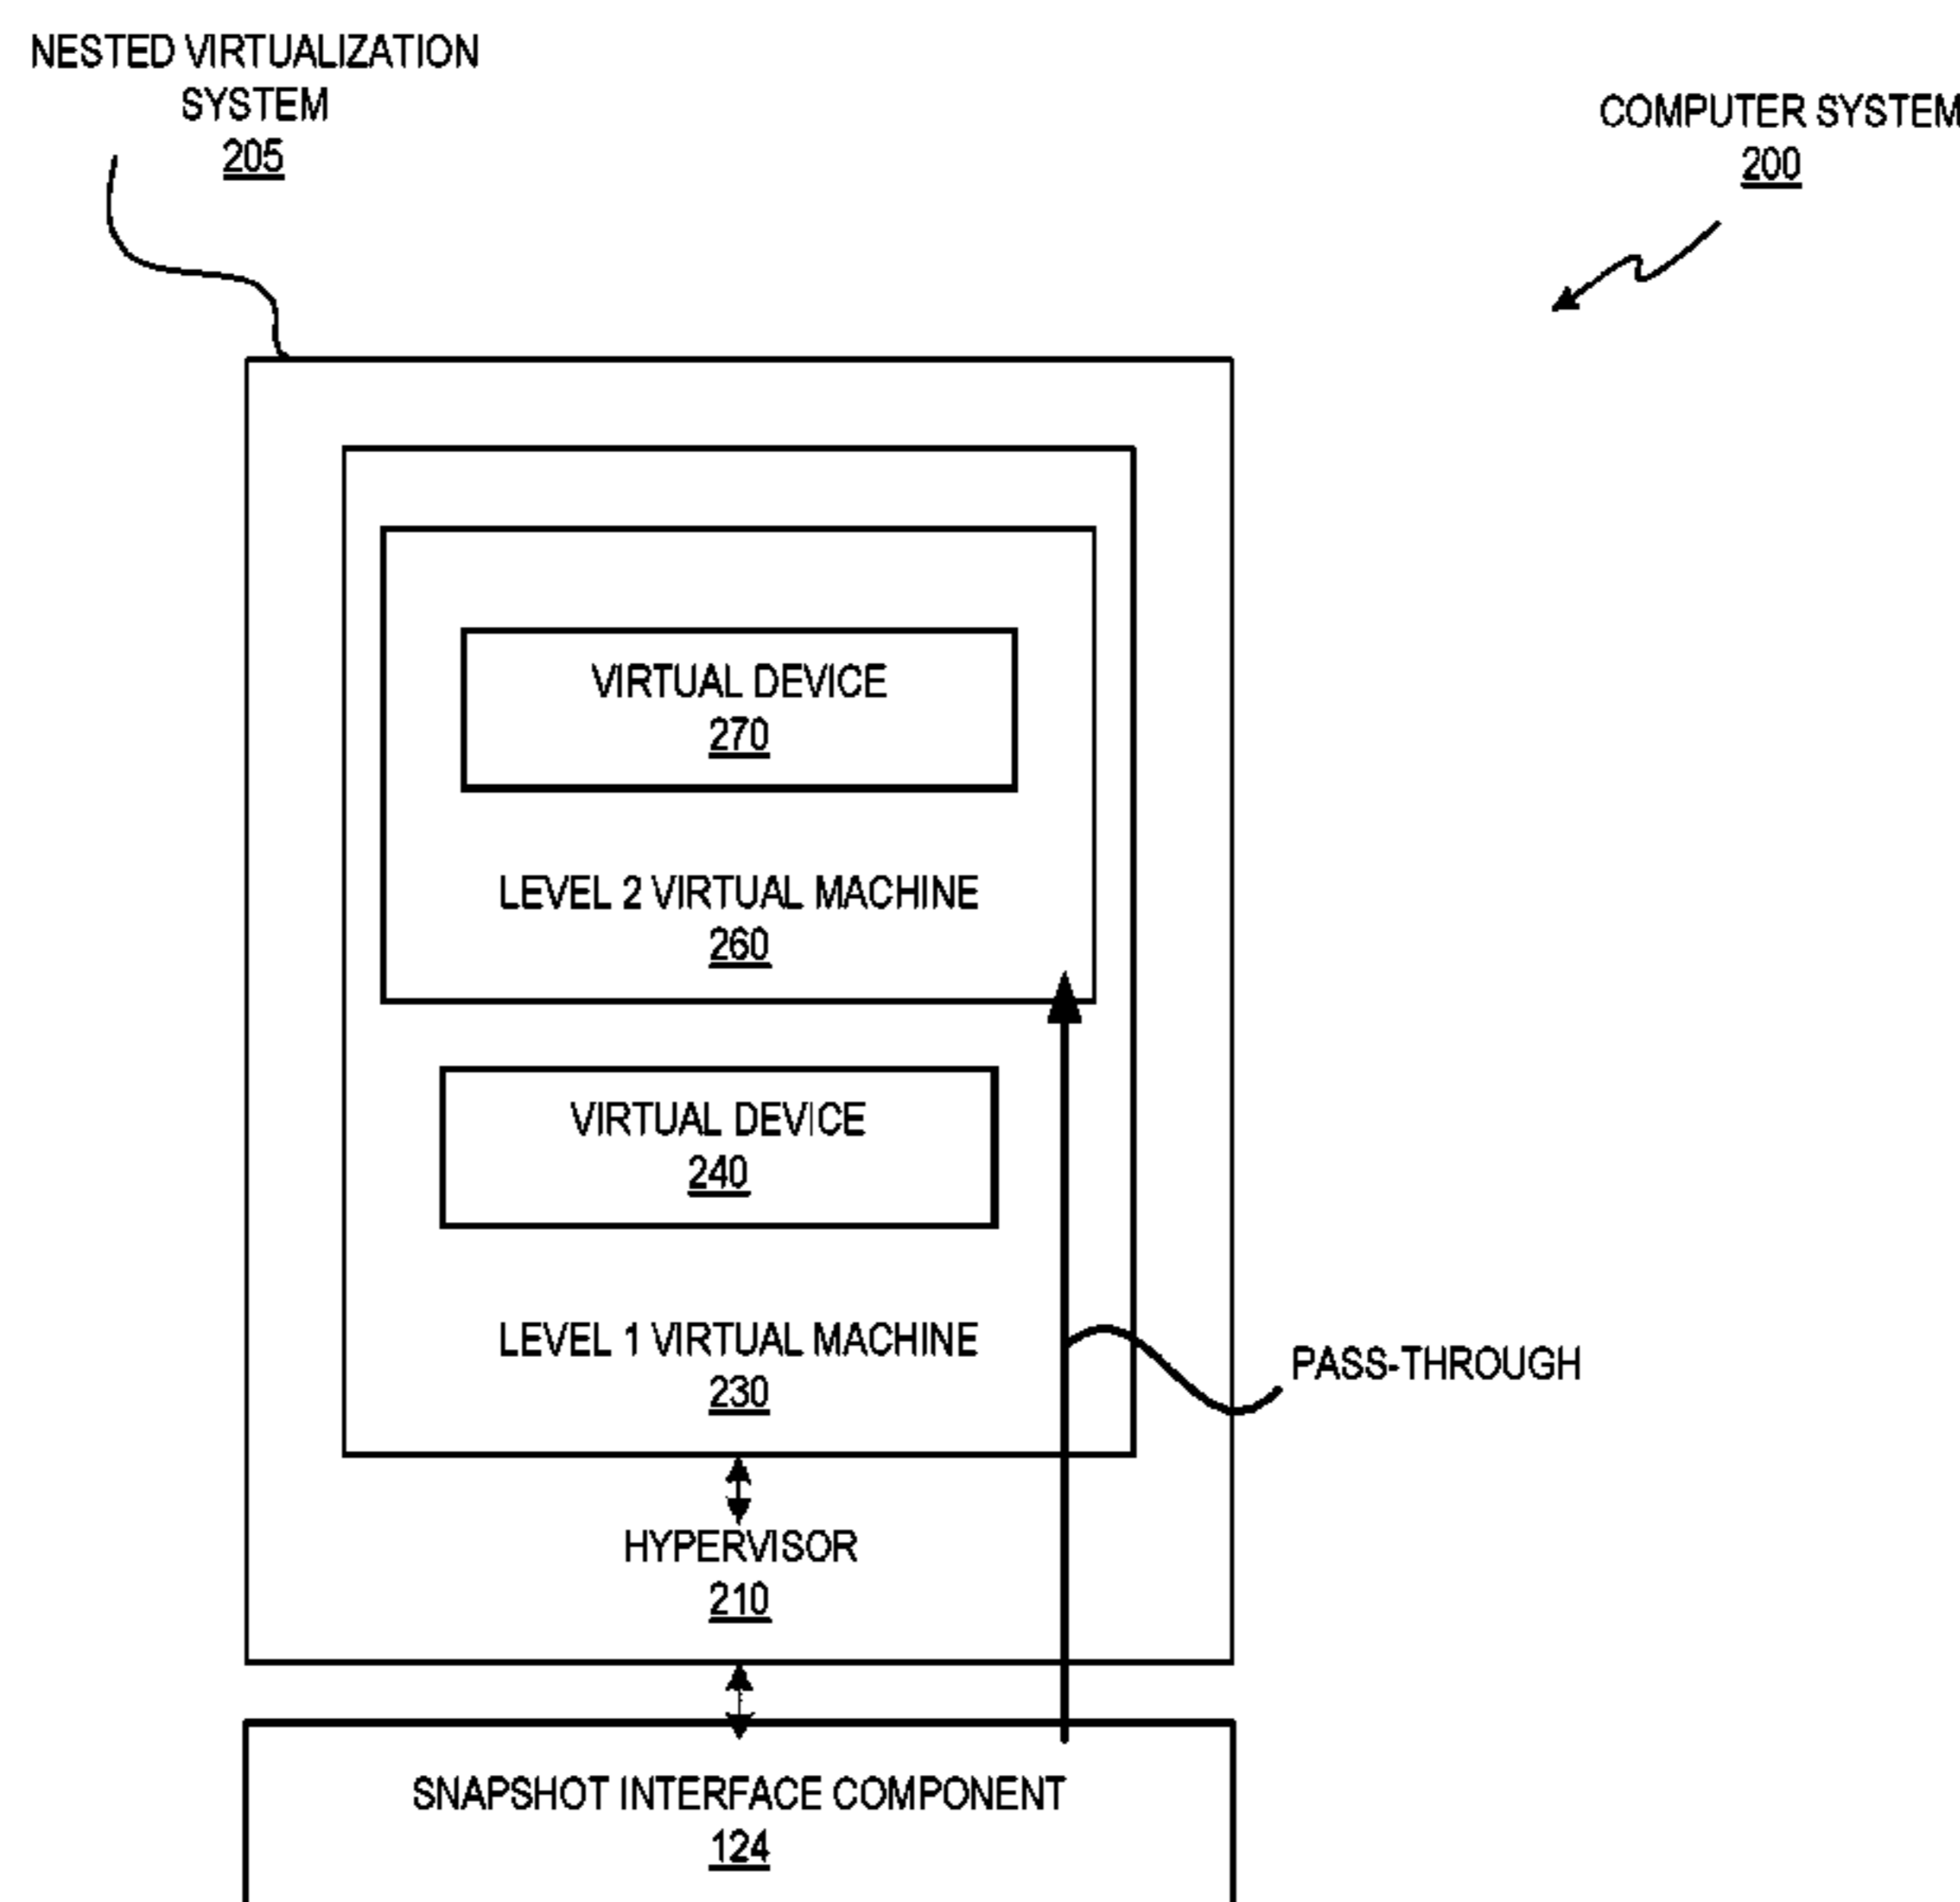 NESTED VIRTUALIZATION
SYSTEM
205
COMPUTER SYSTEM
200
VIRTUAL DEVICE
270
LEVEL 2 VIRTUAL MACHINE
260
VIRTUAL DEVICE
240
LEVEL 1 VIRTUAL MACHINE
230
PASS-THROUGH
HYPERVISOR
210
SNAPSHOT INTERFACE COMPONENT
124